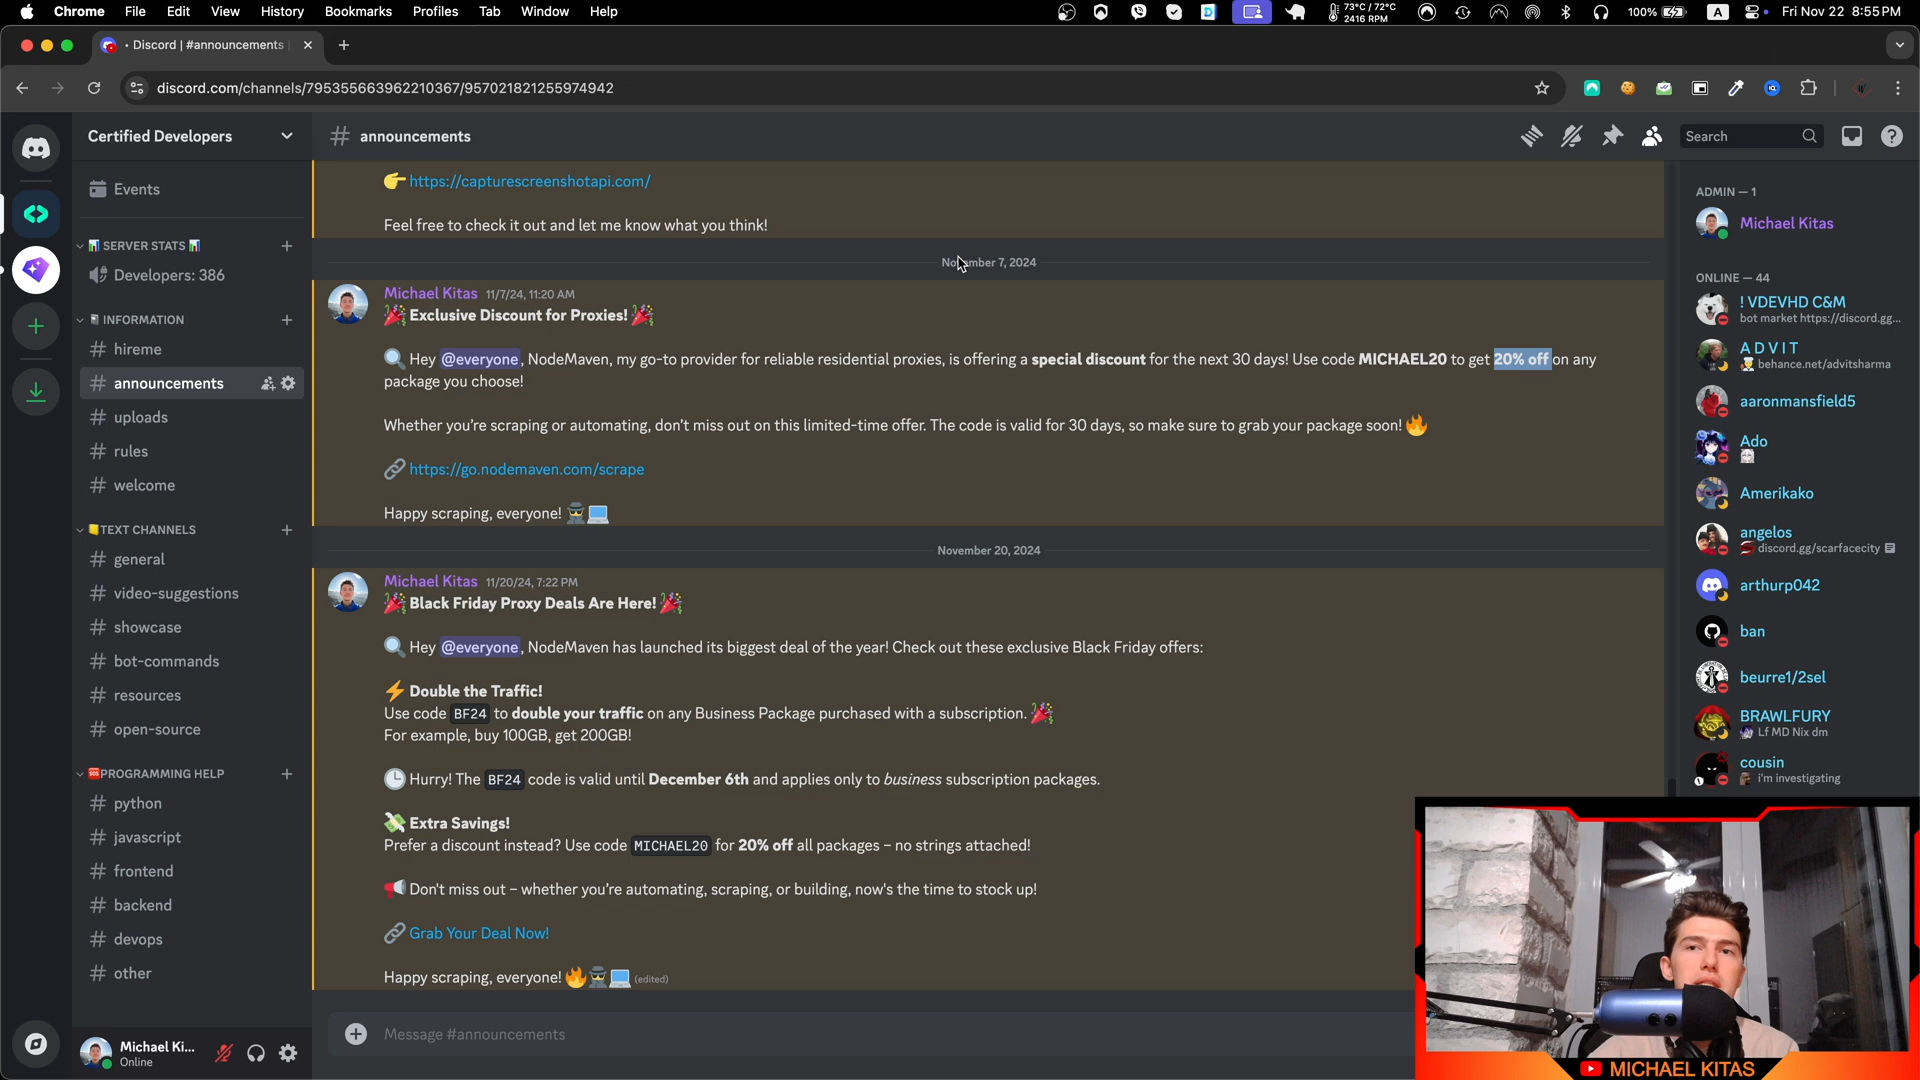 Chrome File Edit View History Bookmarks Profiles Tab Window Help
73°C / 72°C
2416 RPM
100%
A
Fri Nov 22 8:55 PM
• Discord | #announcements
discord.com/channels/795355663962210367/957021821255974942
Certified Developers
Events
SERVER STATS
Developers: 386
INFORMATION
hireme
announcements
uploads
rules
welcome
TEXT CHANNELS
general
video-suggestions
showcase
bot-commands
resources
open-source
PROGRAMMING HELP
python
javascript
frontend
backend
devops
other
Michael Ki...
Online
announcements
Search
https://capturescreenshotapi.com/
Feel free to check it out and let me know what you think!
November 7, 2024
Michael Kitas 11/7/24, 11:20 AM
Exclusive Discount for Proxies!
Hey @everyone, NodeMaven, my go-to provider for reliable residential proxies, is offering a special discount for the next 30 days! Use code MICHAEL20 to get 20% off on any
package you choose!
Whether you're scraping or automating, don't miss out on this limited-time offer. The code is valid for 30 days, so make sure to grab your package soon!
https://go.nodemaven.com/scrape
Happy scraping, everyone!
November 20, 2024
Michael Kitas 11/20/24, 7:22 PM
Black Friday Proxy Deals Are Here!
Hey @everyone, NodeMaven has launched its biggest deal of the year! Check out these exclusive Black Friday offers:
Double the Traffic!
Use code BF24 to double your traffic on any Business Package purchased with a subscription.
For example, buy 100GB, get 200GB!
Hurry! The BF24 code is valid until December 6th and applies only to business subscription packages.
Extra Savings!
Prefer a discount instead? Use code MICHAEL20 for 20% off all packages – no strings attached!
Don't miss out – whether you're automating, scraping, or building, now's the time to stock up!
Grab Your Deal Now!
Happy scraping, everyone! (edited)
Message #announcements
ADMIN — 1
Michael Kitas
ONLINE — 44
! VDEVHD C&M
bot market https://discord.gg...
A D V I T
behance.net/advitsharma
aaronmansfield5
Ado
Amerikako
angelos
discord.gg/scarfacecity
arthurp042
ban
beurre1/2sel
BRAWLFURY
Lf MD Nix dm
cousin
i'm investigating
MICHAEL KITAS